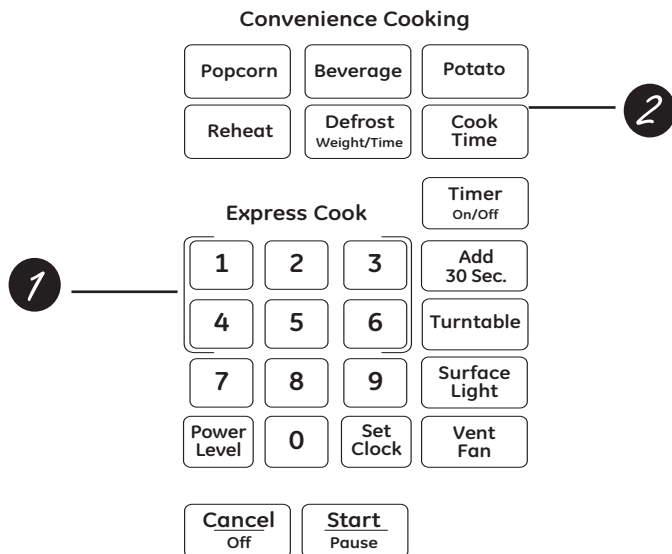 Convenience Cooking
Popcorn
Beverage
Potato
2
Reheat
Defrost
Weight/Time
Cook
Time
Timer
On/Off
Express Cook
1
1
2
3
Add
30 Sec.
4
5
6
Turntable
7
8
9
Surface
Light
Power
Level
0
Set
Clock
Vent
Fan
Cancel
Off
Start
Pause